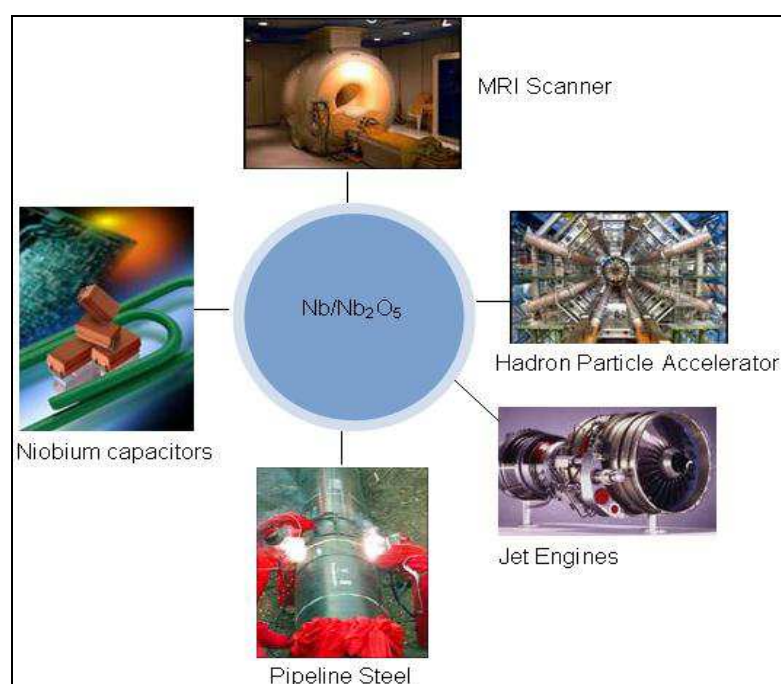 MRI Scanner
Nb/Nb₂O₅
Hadron Particle Accelerator
Niobium capacitors
Jet Engines
Pipeline Steel